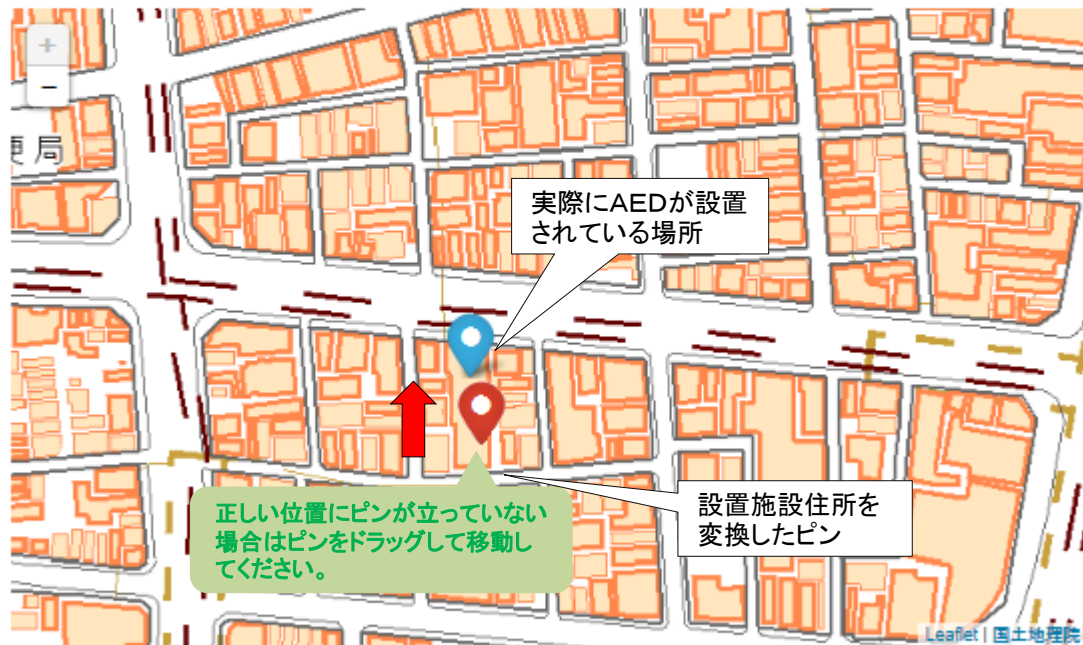 +
−
便局
実際にAEDが設置
されている場所
正しい位置にピンが立っていない
場合はピンをドラッグして移動し
てください。
設置施設住所を
変換したピン
Leaflet | 国土地理院